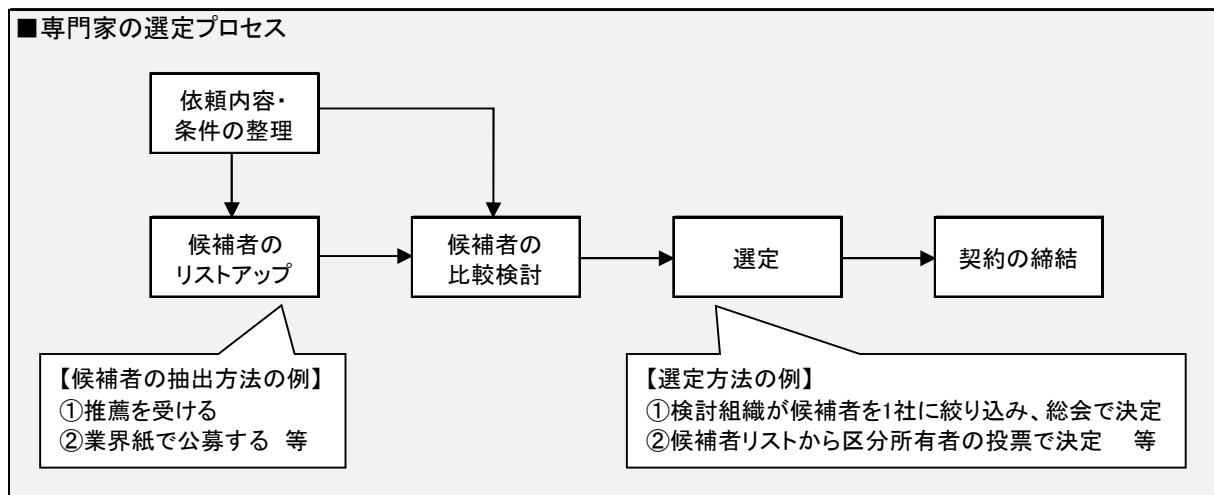 ■専門家の選定プロセス
依頼内容・
条件の整理
候補者の
リストアップ
候補者の
比較検討
選定
契約の締結
【候補者の抽出方法の例】
①推薦を受ける
②業界紙で公募する 等
【選定方法の例】
①検討組織が候補者を1社に絞り込み、総会で決定
②候補者リストから区分所有者の投票で決定 等